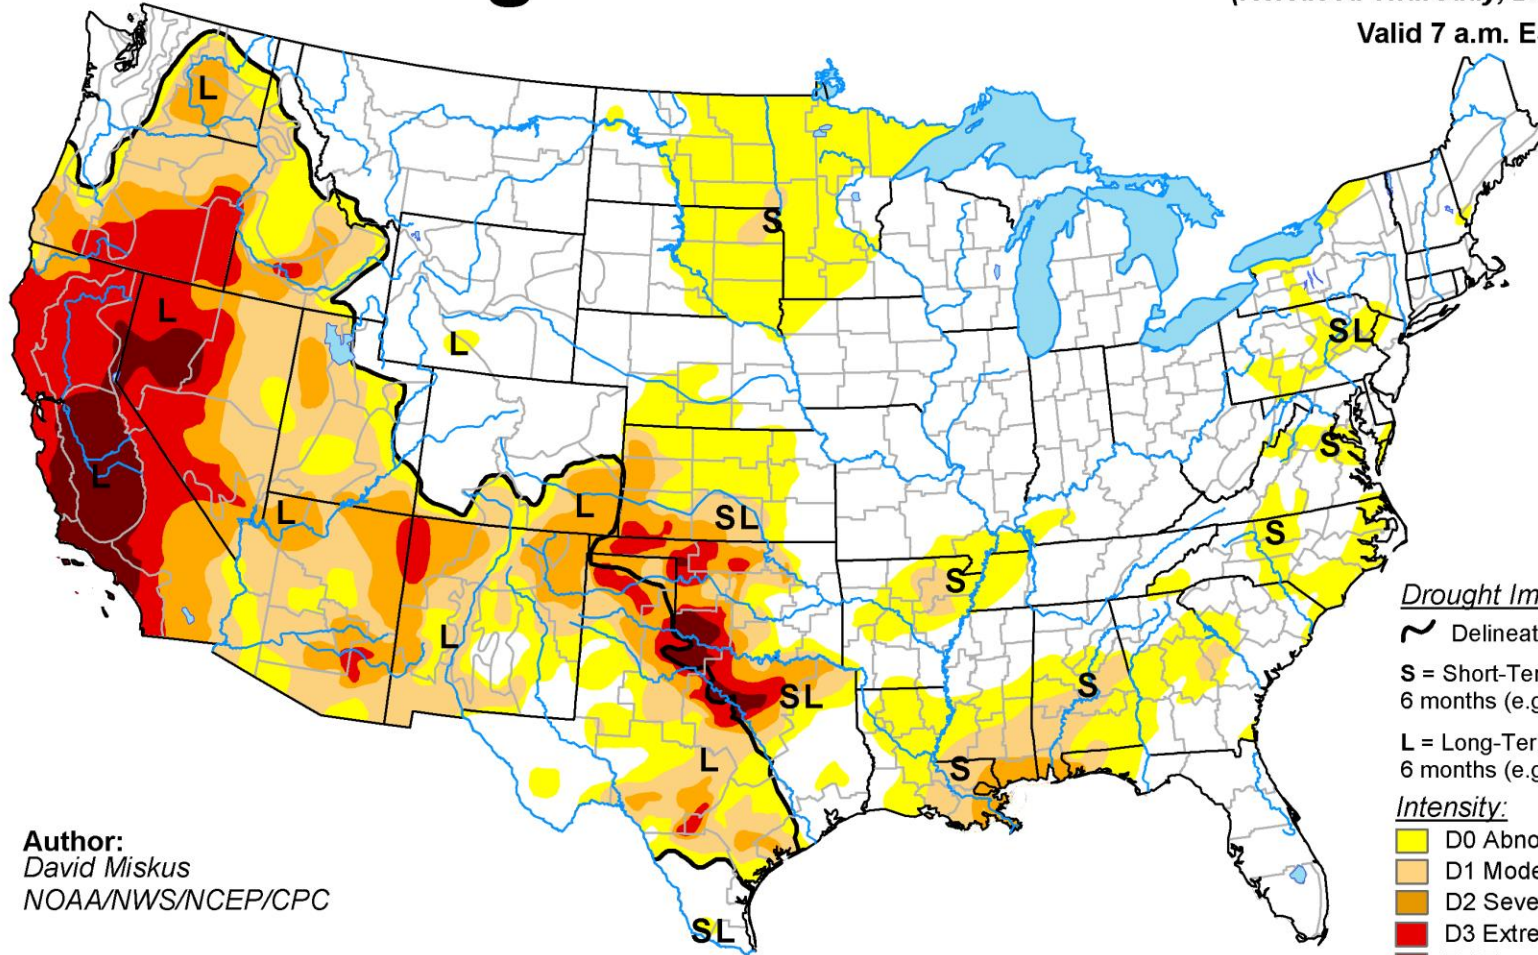 Valid 7 a.m. E
L
S
L
L
SL
S
L
L
L
SL
S
S
L
SL
S
L
S
SL
Drought Im
Delineat
S = Short-Ter
6 months (e.g
L = Long-Ter
6 months (e.g
Intensity:
D0 Abno
D1 Mode
D2 Seve
D3 Extre
Author:
David Miskus
NOAA/NWS/NCEP/CPC